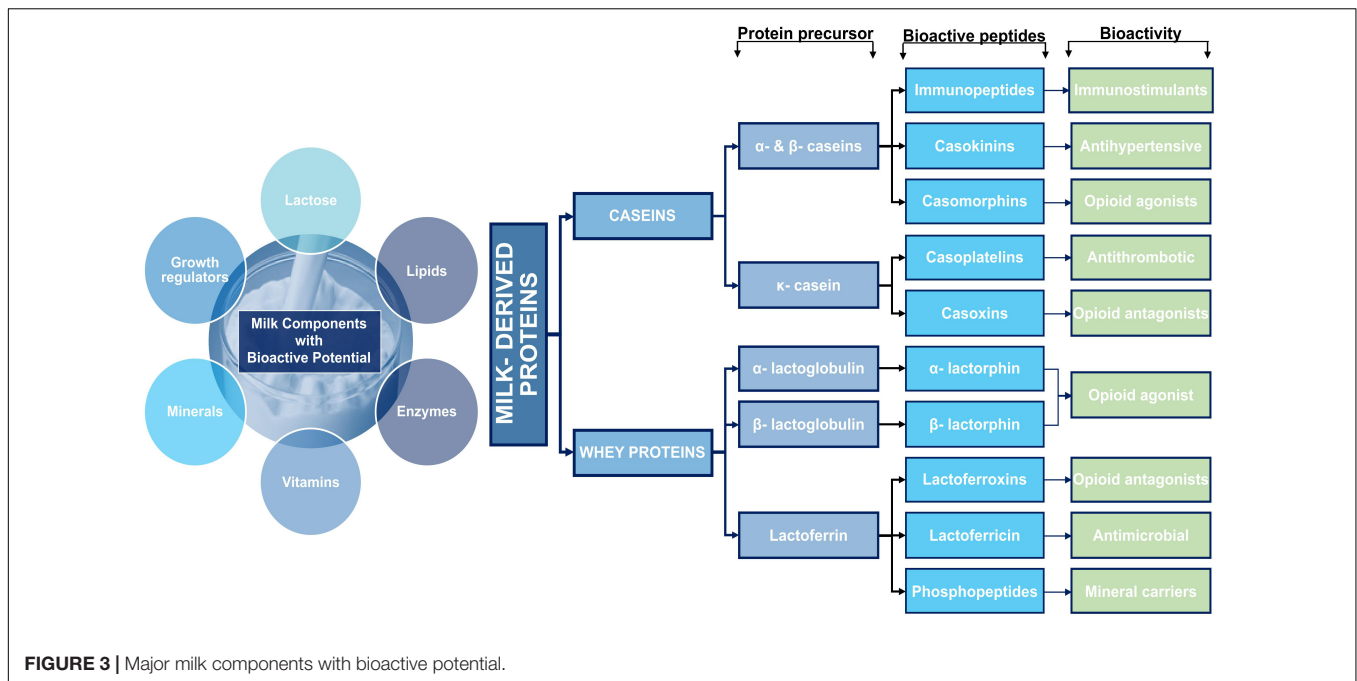 Protein precursor
Bioactive peptides
Bioactivity
Lactose
Growth
regulators
Lipids
Milk Components
with
Bioactive Potential
Minerals
Enzymes
Vitamins
MILK- DERIVED
PROTEINS
CASEINS
WHEY PROTEINS
α- & β- caseins
κ- casein
α- lactoglobulin
β- lactoglobulin
Lactoferrin
Immunopeptides
Casokinins
Casomorphins
Casoplatelins
Casoxins
α- lactorphin
β- lactorphin
Lactoferroxins
Lactoferricin
Phosphopeptides
Immunostimulants
Antihypertensive
Opioid agonists
Antithrombotic
Opioid antagonists
Opioid agonist
Opioid antagonists
Antimicrobial
Mineral carriers
FIGURE 3 | Major milk components with bioactive potential.